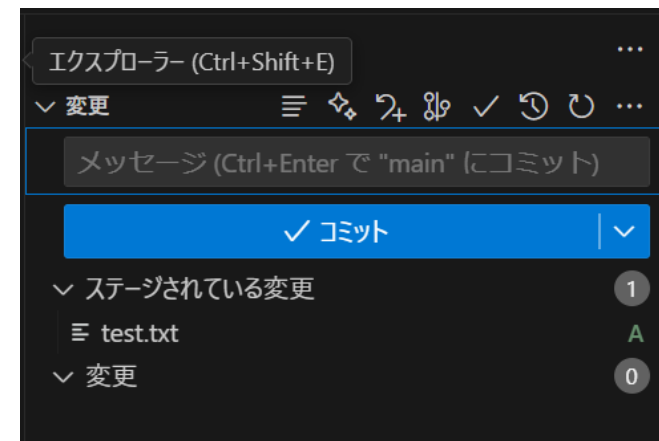 エクスプローラー (Ctrl+Shift+E)
変更
メッセージ (Ctrl+Enter で "main" にコミット)
コミット
ステージされている変更 1
test.txt A
変更 0